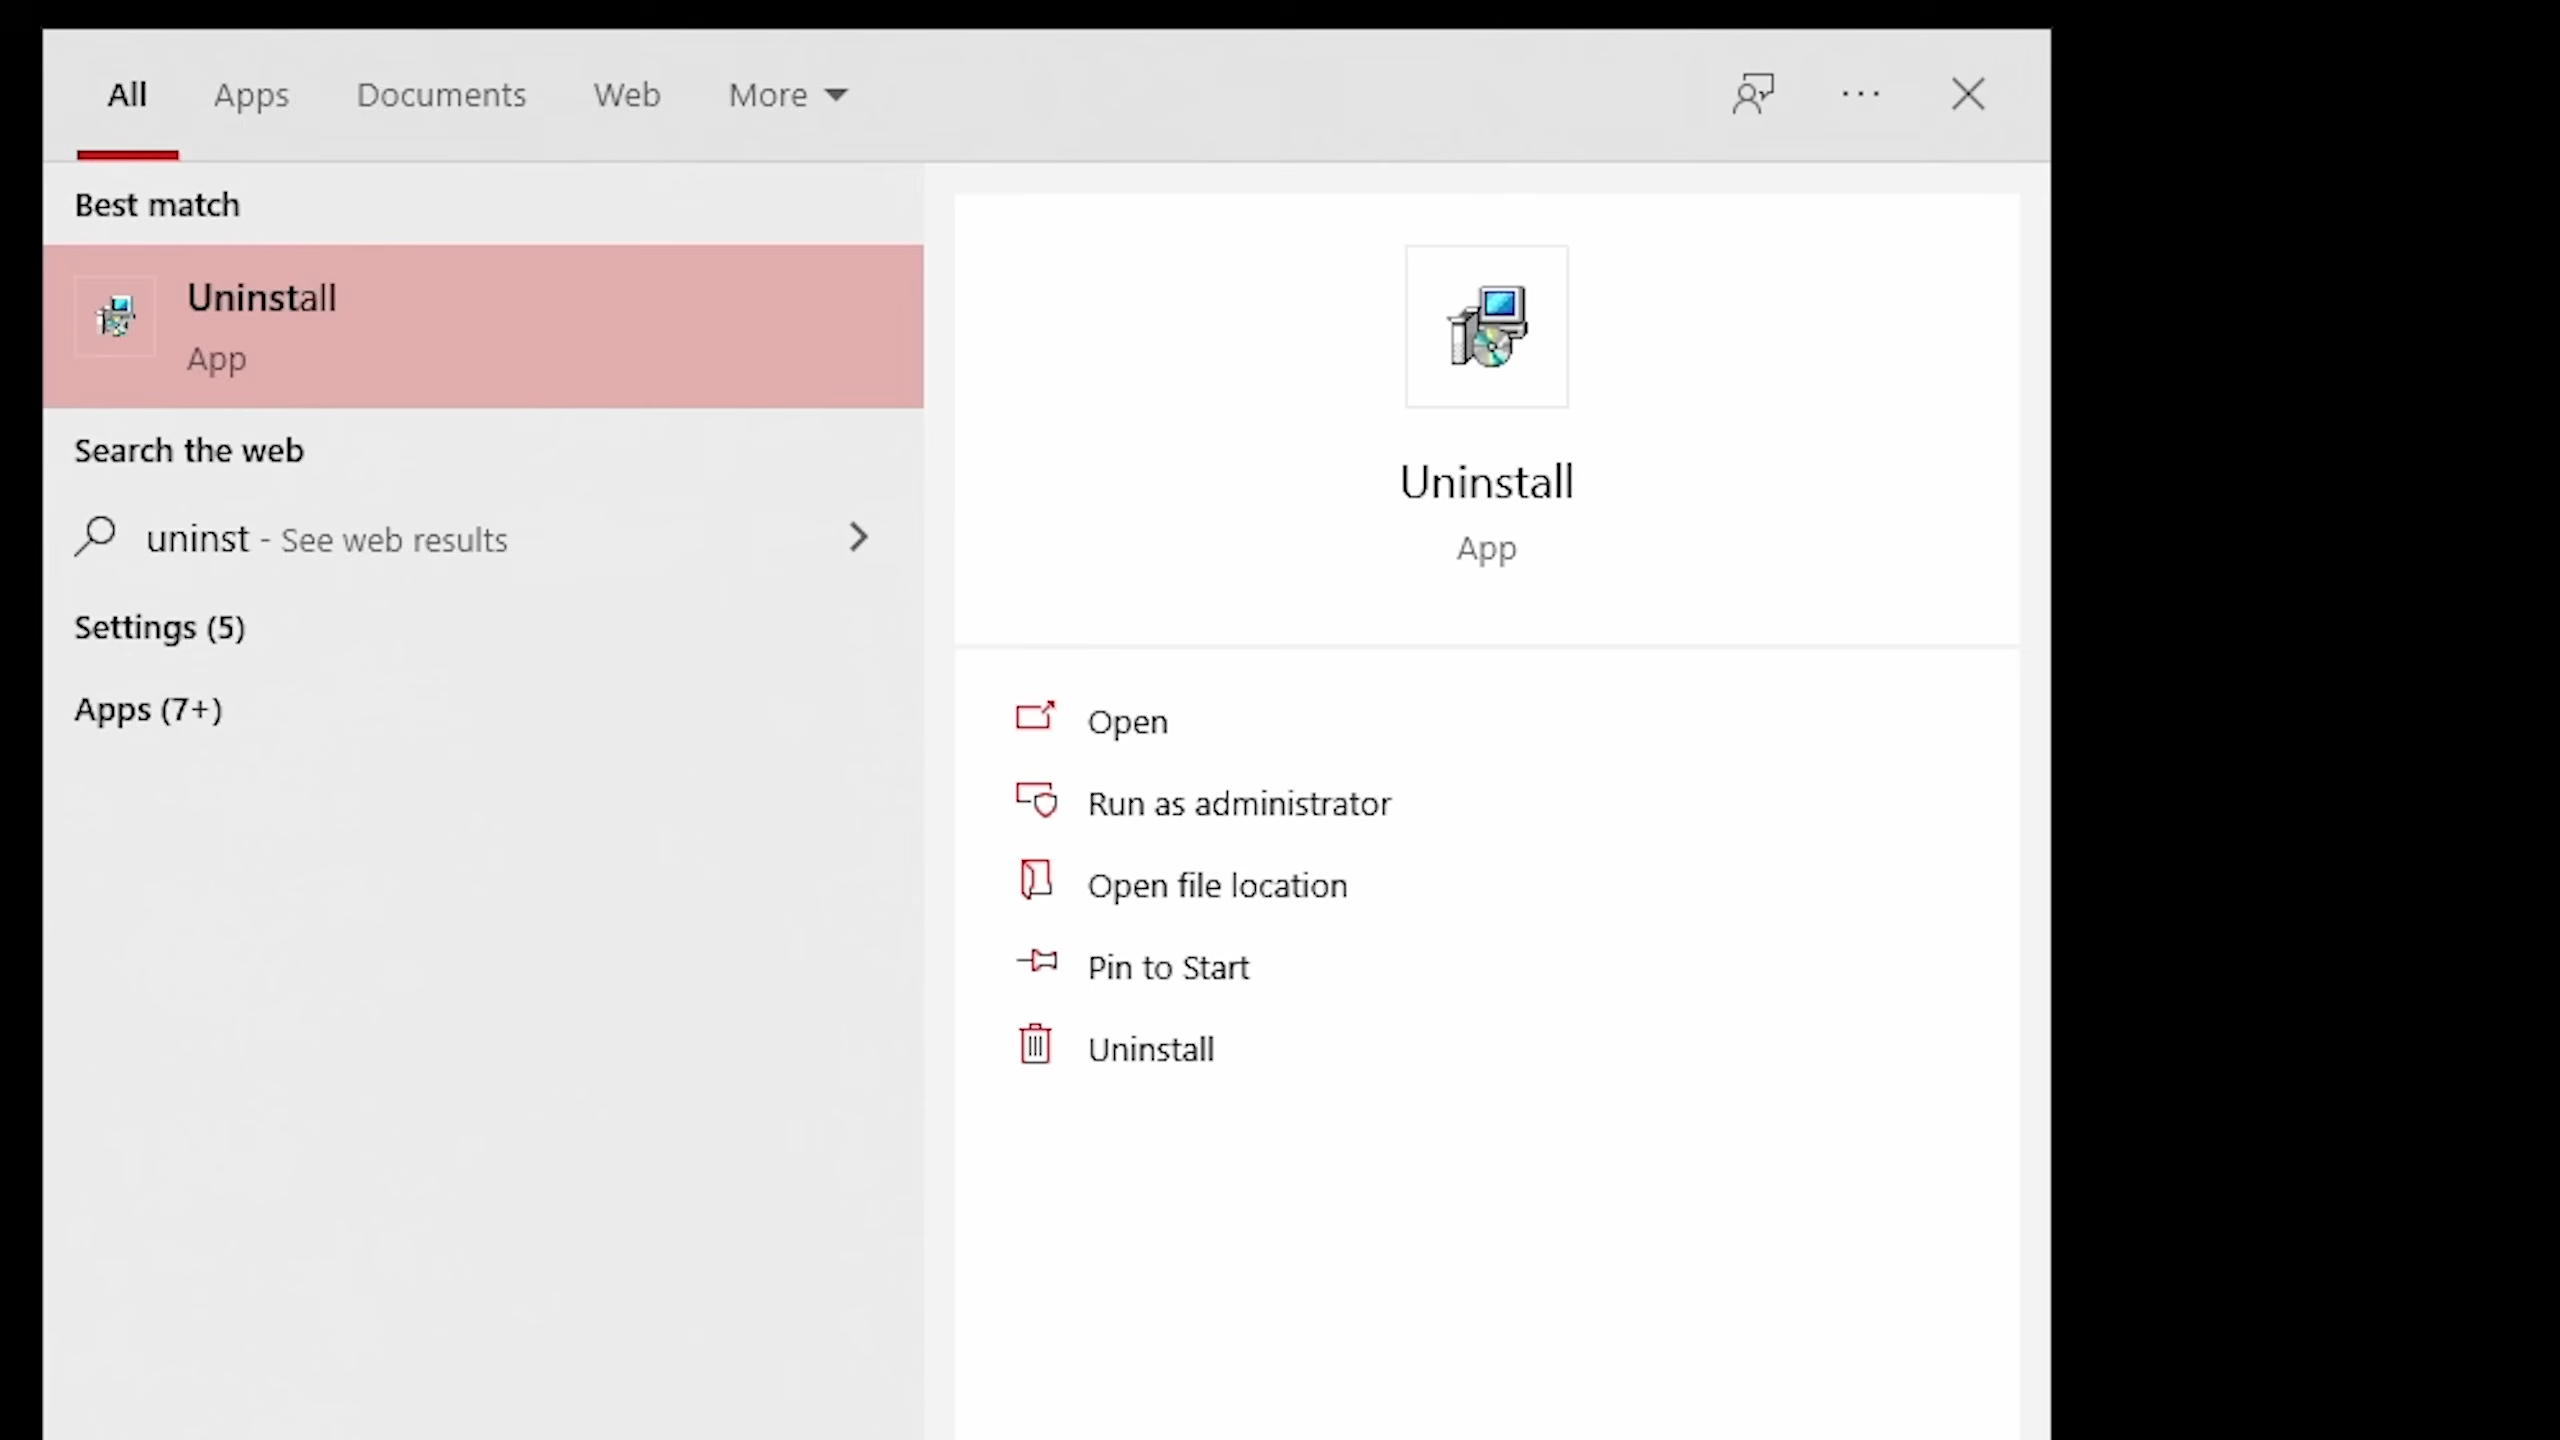 All Apps Documents Web More
Best match
Uninstall
App
Search the web
uninst - See web results
Settings (5)
Apps (7+)
Uninstall
App
Open
Run as administrator
Open file location
Pin to Start
Uninstall